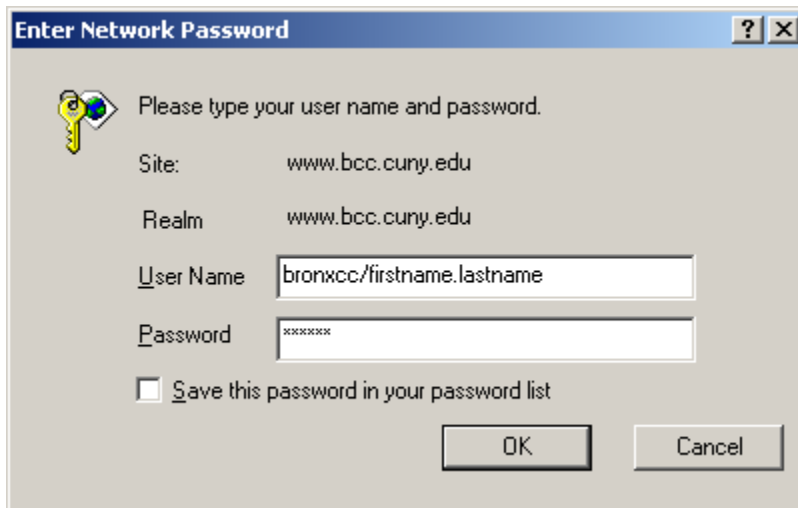 Enter Network Password
Please type your user name and password.
Site: www.bcc.cuny.edu
Realm www.bcc.cuny.edu
User Name bronxcc/firstname.lastname
Password ******
Save this password in your password list
OK Cancel